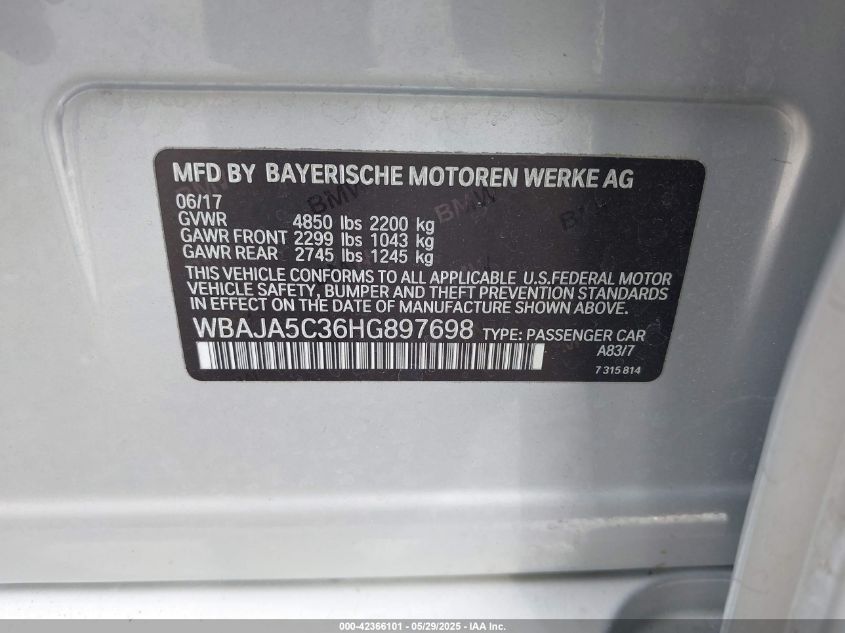 MFD BY BAYERISCHE MOTOREN WERKE AG
06/17
GVWR 4850 lbs 2200 kg
GAWR FRONT 2299 lbs 1043 kg
GAWR REAR 2745 lbs 1245 kg
THIS VEHICLE CONFORMS TO ALL APPLICABLE U.S.FEDERAL MOTOR
VEHICLE SAFETY, BUMPER AND THEFT PREVENTION STANDARDS
IN EFFECT ON THE DATE OF MANUFACTURE SHOWN ABOVE.
WBAJA5C36HG897698 TYPE: PASSENGER CAR
A83/7
7 315 814
BMW BMW BMW
000-42366101 - 05/29/2025 - IAA Inc.